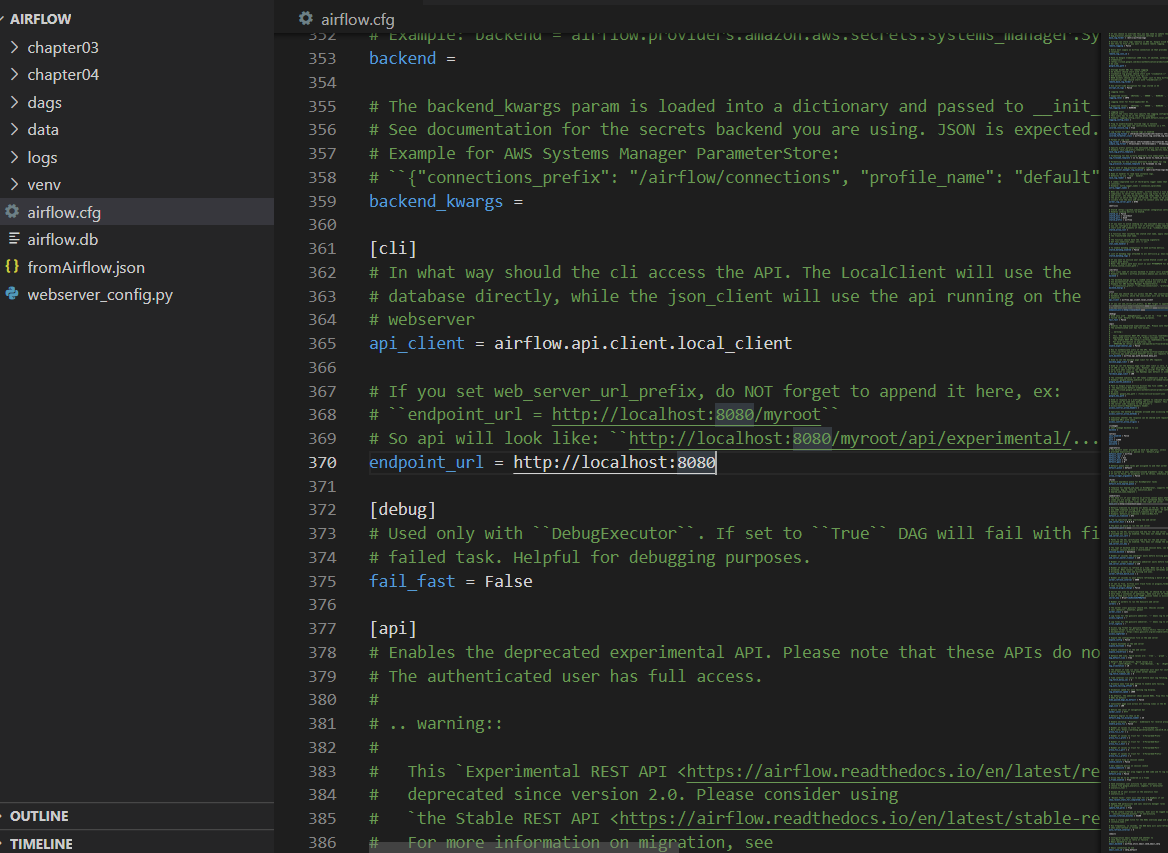 AIRFLOW
chapter03
chapter04
dags
data
logs
venv
airflow.cfg
airflow.db
fromAirflow.json
webserver_config.py
OUTLINE
TIMELINE
airflow.cfg
352 # Example: backend = airflow.providers.amazon.aws.secrets.systems_manager.Sy
353 backend =
354
355 # The backend_kwargs param is loaded into a dictionary and passed to __init_
356 # See documentation for the secrets backend you are using. JSON is expected.
357 # Example for AWS Systems Manager ParameterStore:
358 # ``{"connections_prefix": "/airflow/connections", "profile_name": "default"
359 backend_kwargs =
360
361 [cli]
362 # In what way should the cli access the API. The LocalClient will use the
363 # database directly, while the json_client will use the api running on the
364 # webserver
365 api_client = airflow.api.client.local_client
366
367 # If you set web_server_url_prefix, do NOT forget to append it here, ex:
368 # ``endpoint_url = http://localhost:8080/myroot``
369 # So api will look like: ``http://localhost:8080/myroot/api/experimental/...
370 endpoint_url = http://localhost:8080
371
372 [debug]
373 # Used only with ``DebugExecutor``. If set to ``True`` DAG will fail with fi
374 # failed task. Helpful for debugging purposes.
375 fail_fast = False
376
377 [api]
378 # Enables the deprecated experimental API. Please note that these APIs do no
379 # The authenticated user has full access.
380 #
381 # .. warning::
382 #
383 #   This `Experimental REST API <https://airflow.readthedocs.io/en/latest/re
384 #   deprecated since version 2.0. Please consider using
385 #   `the Stable REST API <https://airflow.readthedocs.io/en/latest/stable-re
386 #   For more information on migration, see